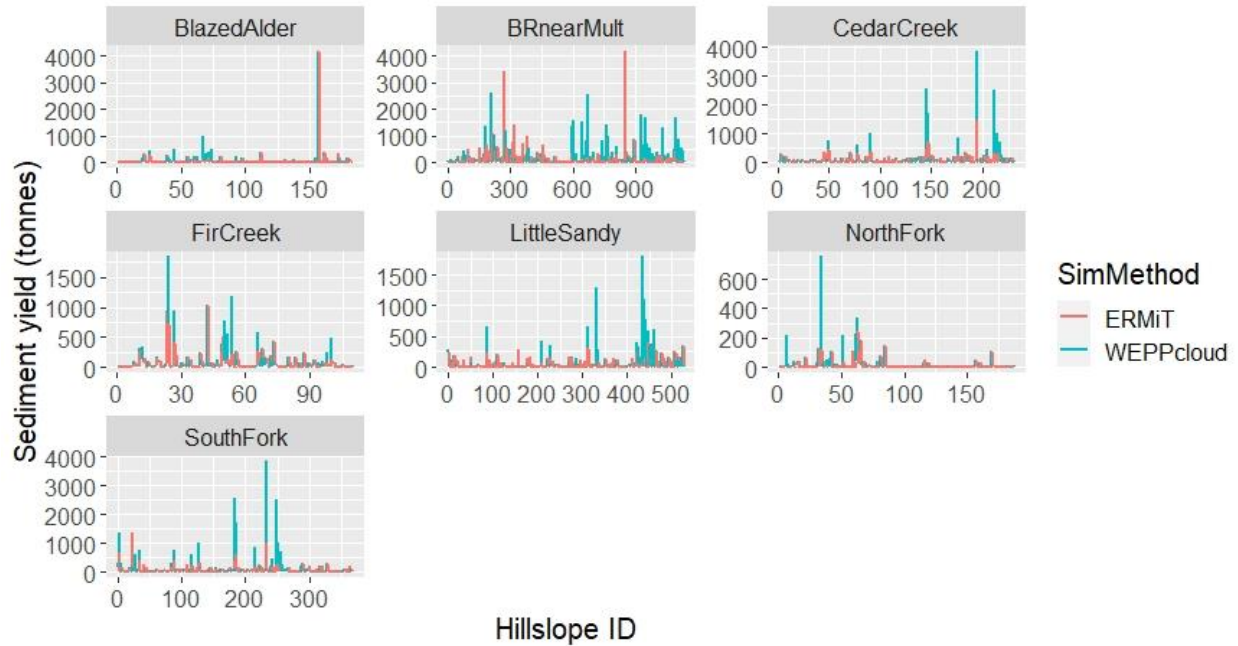 BlazedAlder
BRnearMult
CedarCreek
4000
3000
2000
1000
0
0 50 100 150
4000
3000
2000
1000
0
0 300 600 900
4000
3000
2000
1000
0
0 50 100 150 200
FirCreek
LittleSandy
NorthFork
1500
1000
500
0
0 30 60 90
1500
1000
500
0
0 100 200 300 400 500
600
400
200
0
0 50 100 150
SouthFork
4000
3000
2000
1000
0
0 100 200 300
Sediment yield (tonnes)
Hillslope ID
SimMethod
ERMiT
WEPPcloud